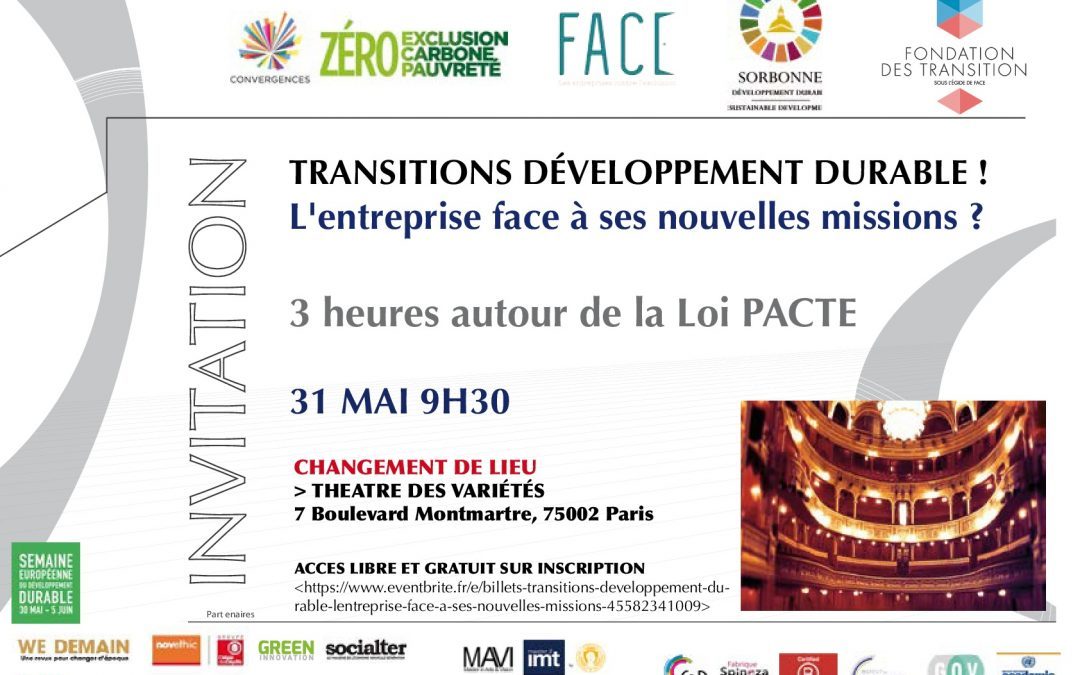 CONVERGENCES
ZÉRO EXCLUSION
CARBONE
PAUVRETÉ
FACE
SORBONNE
DÉVELOPPEMENT DURABL
SUSTAINABLE DEVELOPME
FONDATION
DES TRANSITION
SOUS L'ÉGIDE DE FACE
INVITATION
TRANSITIONS DÉVELOPPEMENT DURABLE !
L'entreprise face à ses nouvelles missions ?
3 heures autour de la Loi PACTE
31 MAI 9H30
CHANGEMENT DE LIEU
> THEATRE DES VARIÉTÉS
7 Boulevard Montmartre, 75002 Paris
ACCES LIBRE ET GRATUIT SUR INSCRIPTION
<https://www.eventbrite.fr/e/billets-transitions-developpement-du-
rable-lentreprise-face-a-ses-nouvelles-missions-45582341009>
SEMAINE
EUROPÉENNE
DU DÉVELOPPEMENT
DURABLE
30 MAI - 5 JUIN
Part enaires
WE DEMAIN
Une revue pour changer d'époque
novethic
GREEN
INNOVATION
socialter
MAVI
imt
Fabrique
Spinoza
Certified